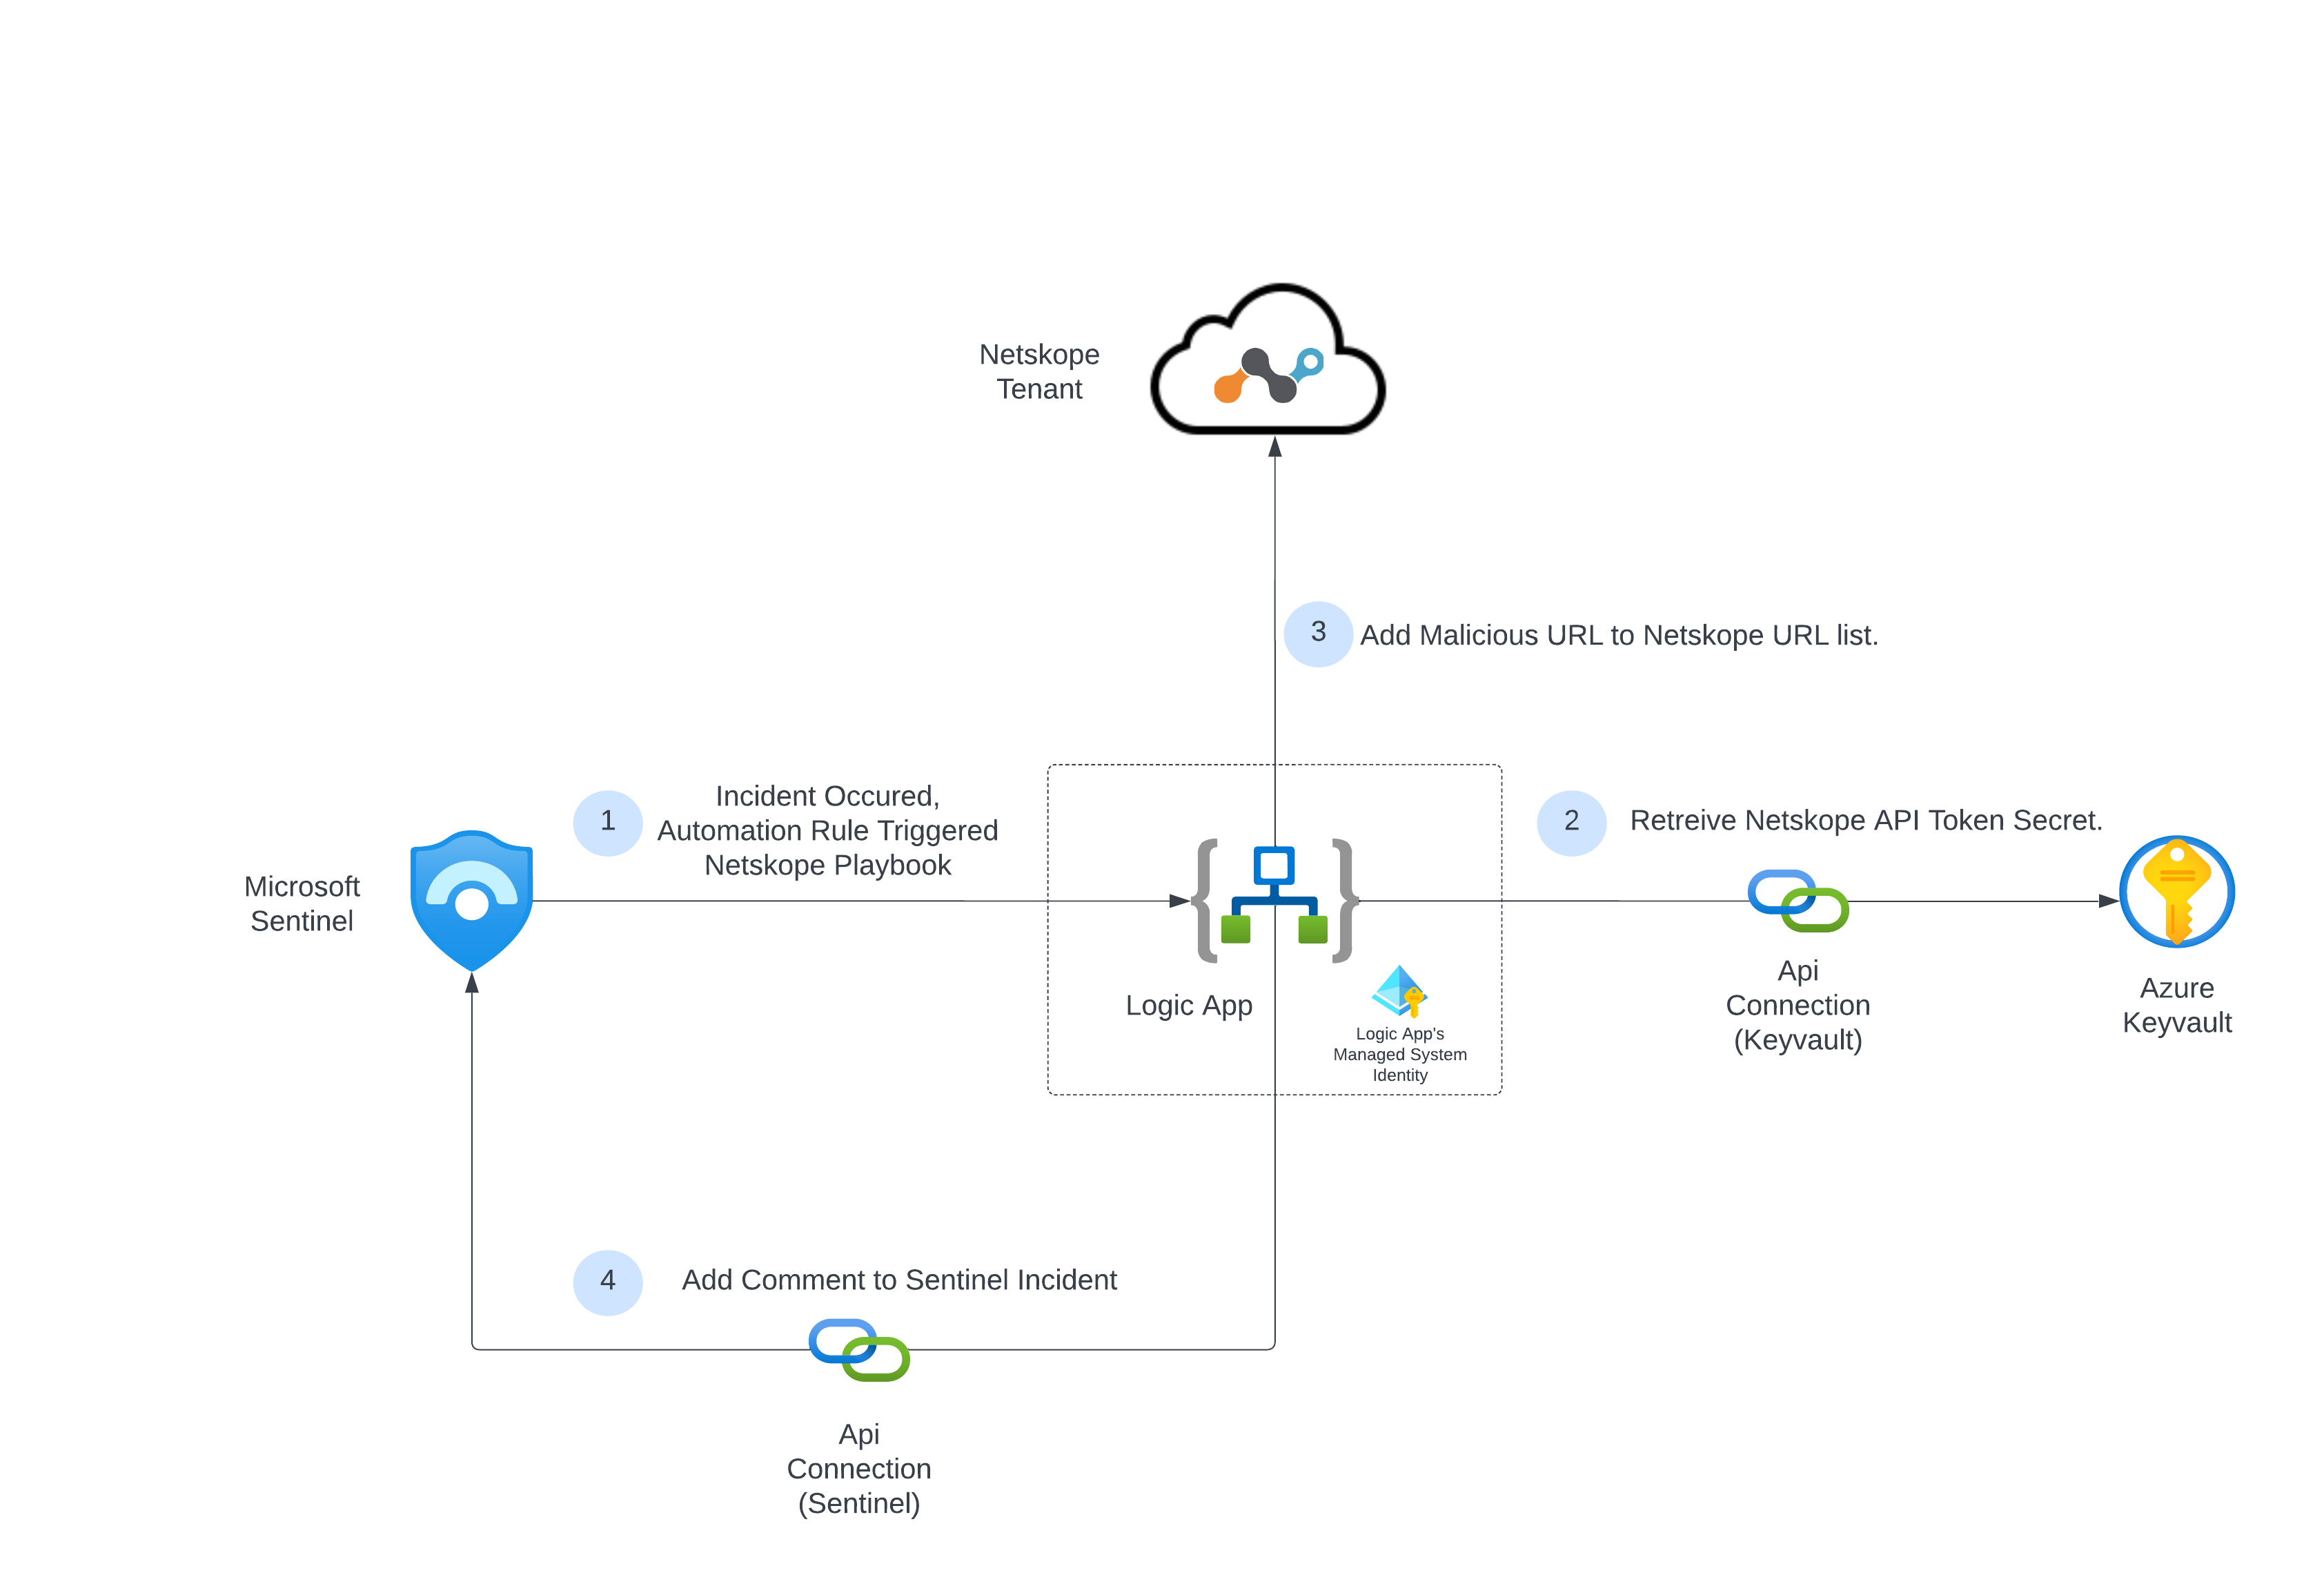 Netskope
Tenant
3
Add Malicious URL to Netskope URL list.
1
Incident Occured,
Automation Rule Triggered
Netskope Playbook
2
Retreive Netskope API Token Secret.
Microsoft
Sentinel
Logic App
Logic App's
Managed System
Identity
Api
Connection
(Keyvault)
Azure
Keyvault
4
Add Comment to Sentinel Incident
Api
Connection
(Sentinel)